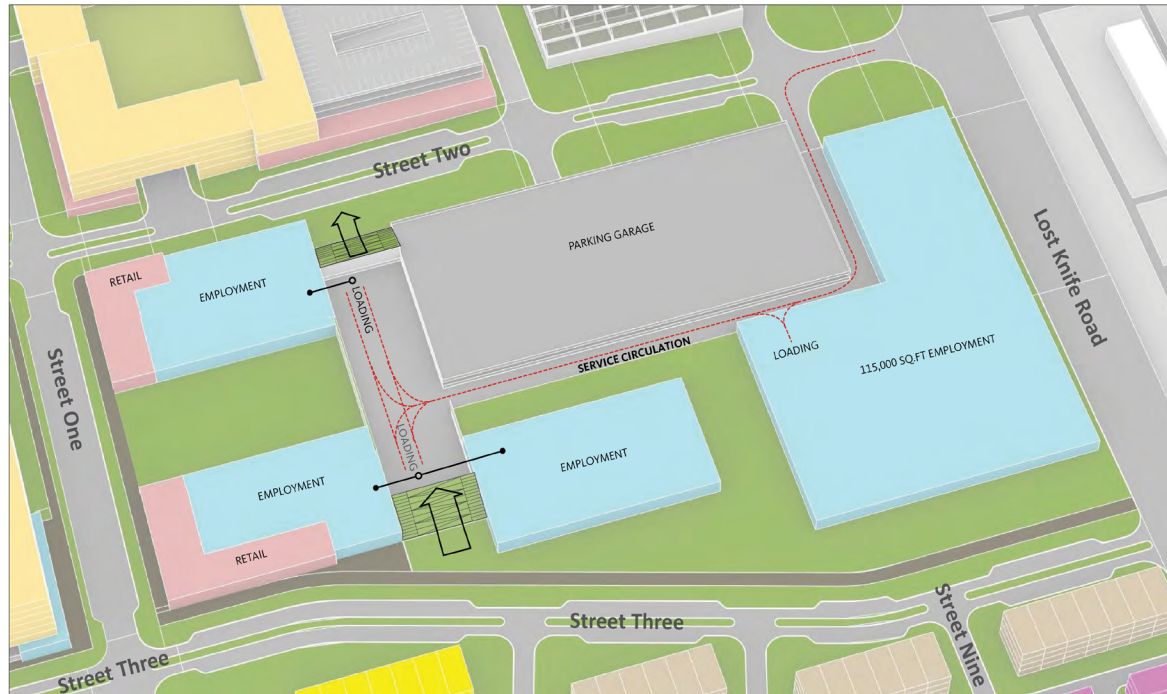 Street Two
PARKING GARAGE
RETAIL
EMPLOYMENT
LOADING
Lost Knife Road
SERVICE CIRCULATION
LOADING
115,000 SQ.FT EMPLOYMENT
Street One
LOADING
EMPLOYMENT
EMPLOYMENT
RETAIL
Street Three
Street Nine
Street Three